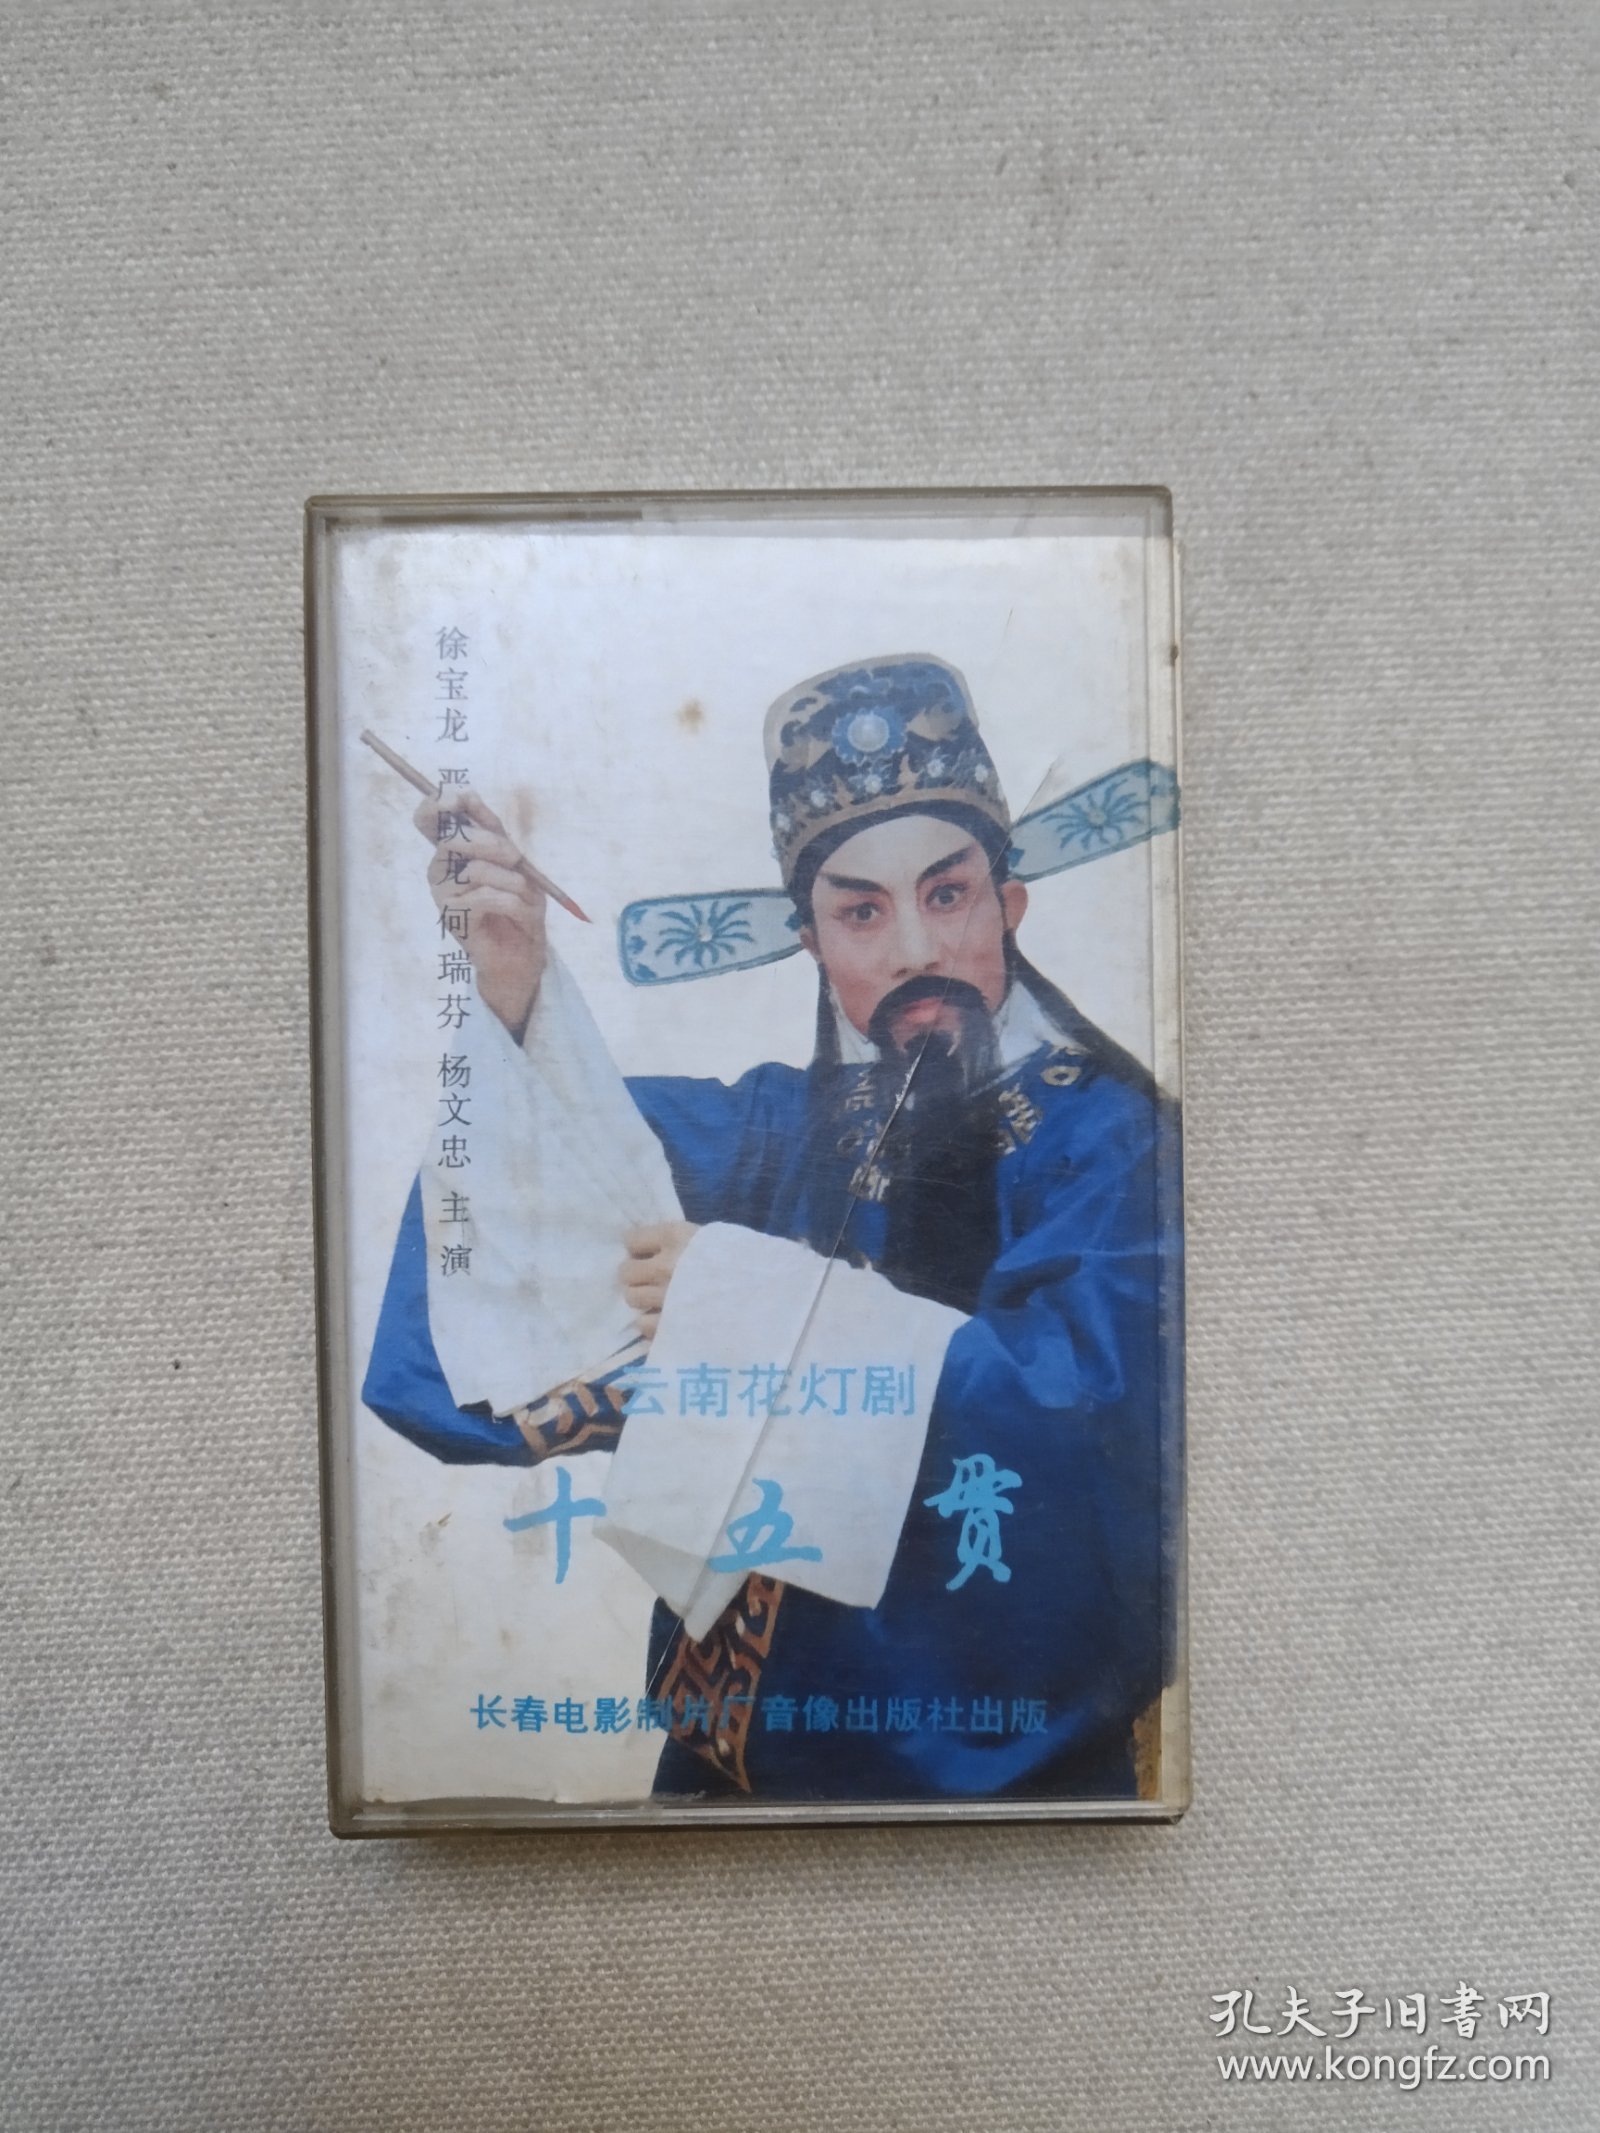 徐宝龙 严跃龙 何瑞芬 杨文忠 主演
云南花灯剧
十五贯
长春电影制片厂音像出版社出版
孔夫子旧书网
www.kongfz.com